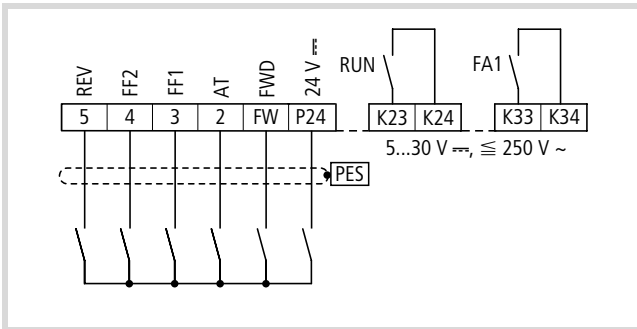 REV FF2 FF1 AT FWD 24 V ⎓ RUN FA1
5 4 3 2 FW P24 K23 K24 K33 K34
5...30 V ⎓, ≦ 250 V ~
PES